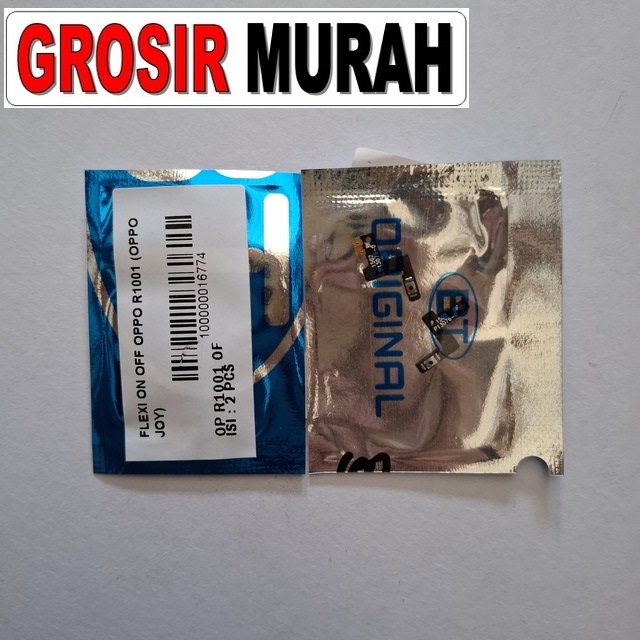 GROSIR MURAH
FLEXI ON OFF OPPO R1001 (OPPO
JOY)
100000016774
OP R1001 OF
ISI : 2 PCS
ORIGINAL
BT